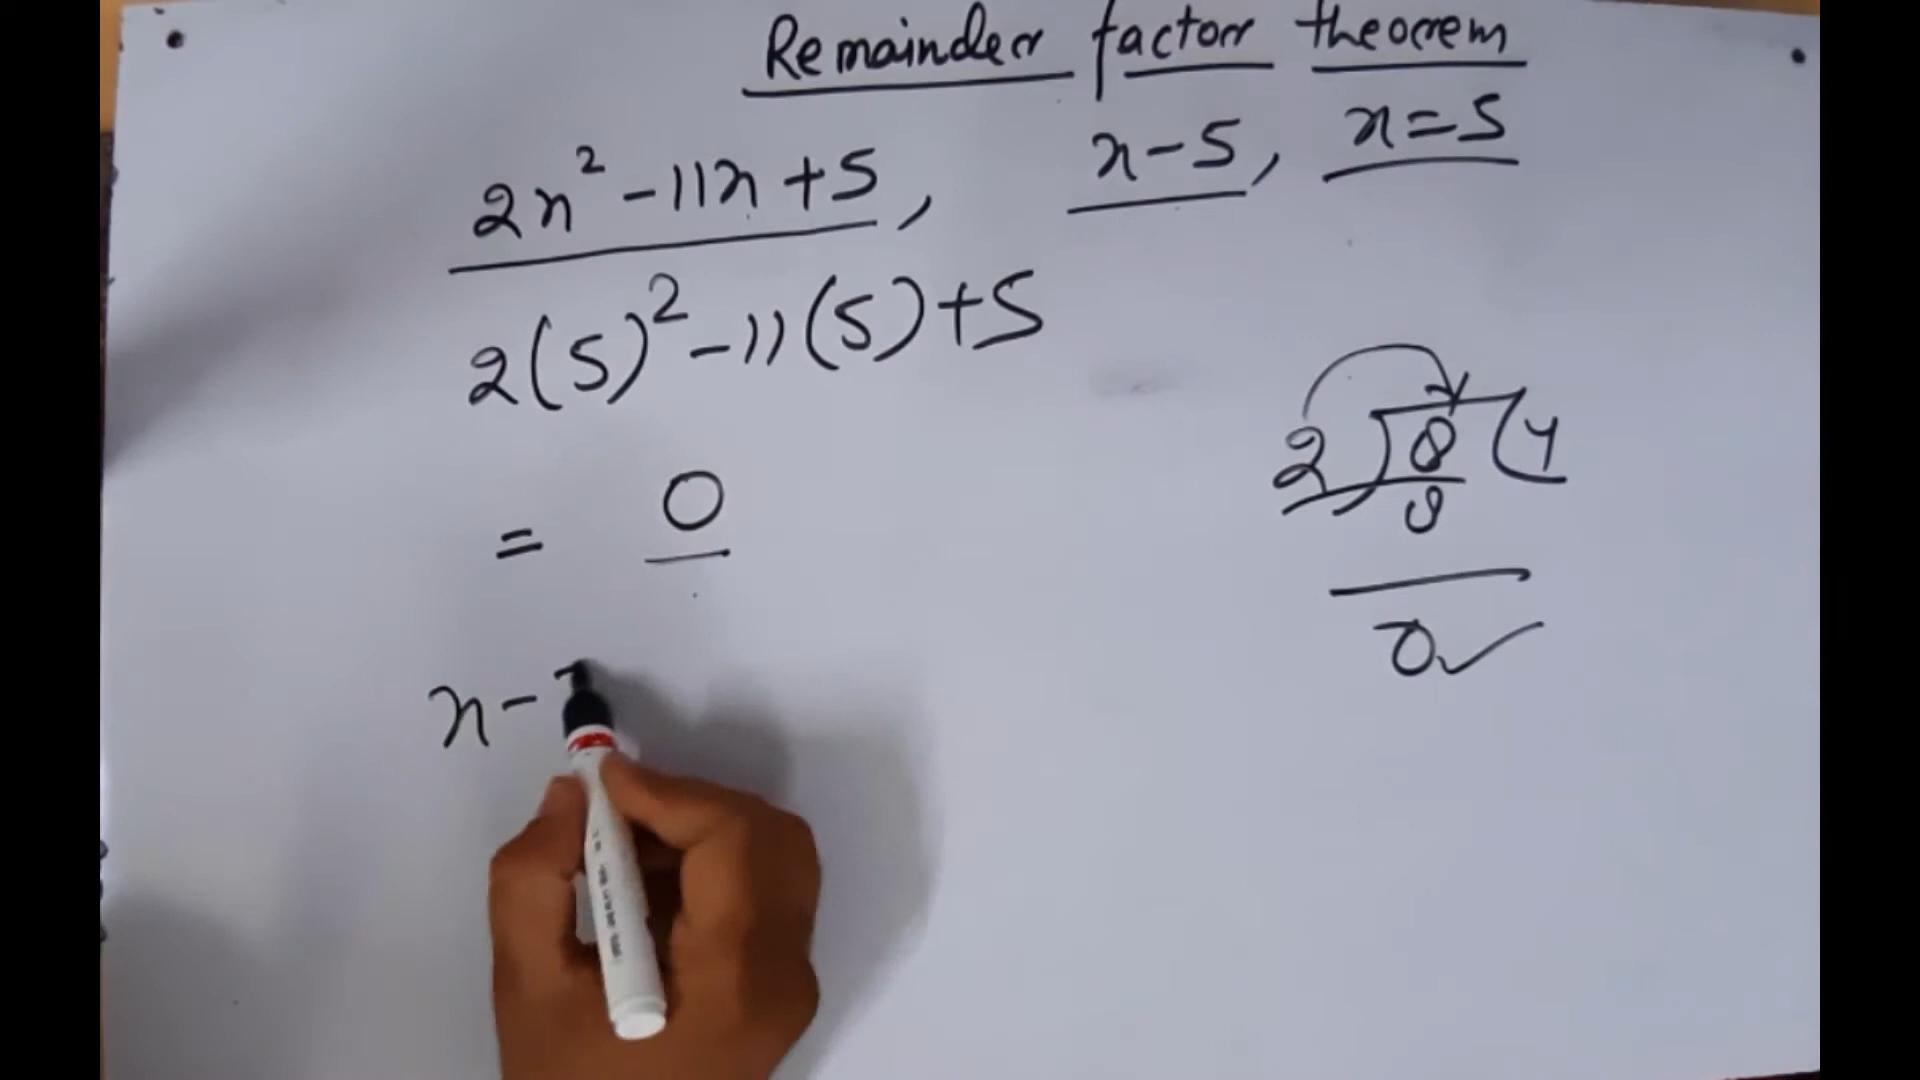 Remainder factor theorem
2x² - 11x + 5, x - 5, x = 5
2(5)² - 11(5) + 5
= 0
2 ) 8 ( 4
8
0 ✓
x -